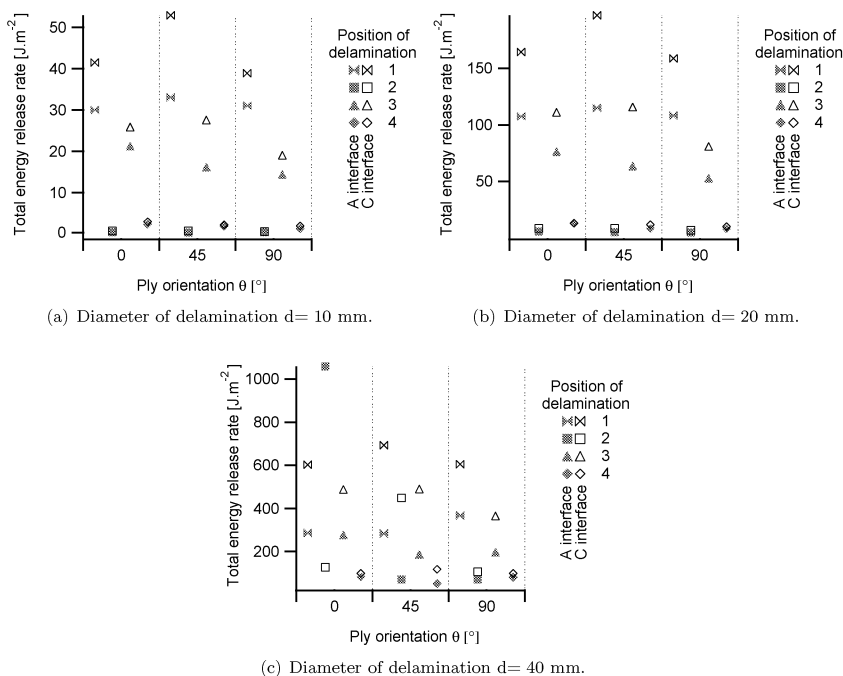 Total energy release rate [J.m-2]
50
40
30
20
10
0
0
45
90
Ply orientation θ [°]
Position of
delamination
1
2
3
4
A interface
C interface
(a) Diameter of delamination d= 10 mm.
Total energy release rate [J.m-2]
150
100
50
0
45
90
Ply orientation θ [°]
Position of
delamination
1
2
3
4
A interface
C interface
(b) Diameter of delamination d= 20 mm.
Total energy release rate [J.m-2]
1000
800
600
400
200
0
45
90
Ply orientation θ [°]
Position of
delamination
1
2
3
4
A interface
C interface
(c) Diameter of delamination d= 40 mm.